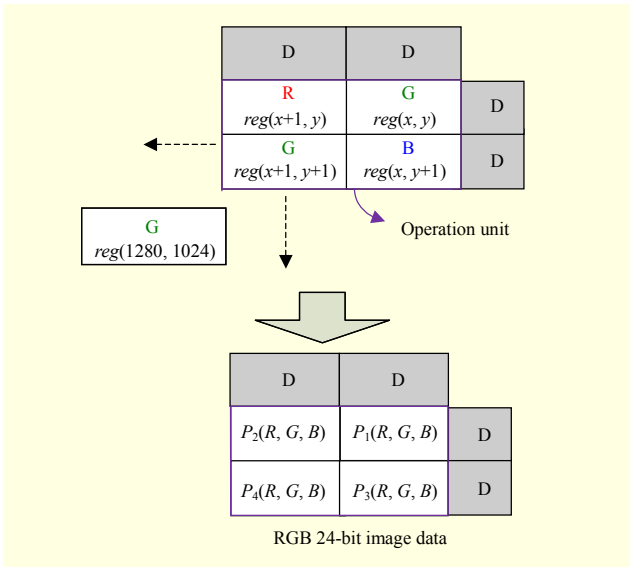 D D
R G
reg(x+1, y) reg(x, y) D
G B
reg(x+1, y+1) reg(x, y+1) D
Operation unit
G
reg(1280, 1024)
D D
P2(R, G, B) P1(R, G, B) D
P4(R, G, B) P3(R, G, B) D
RGB 24-bit image data